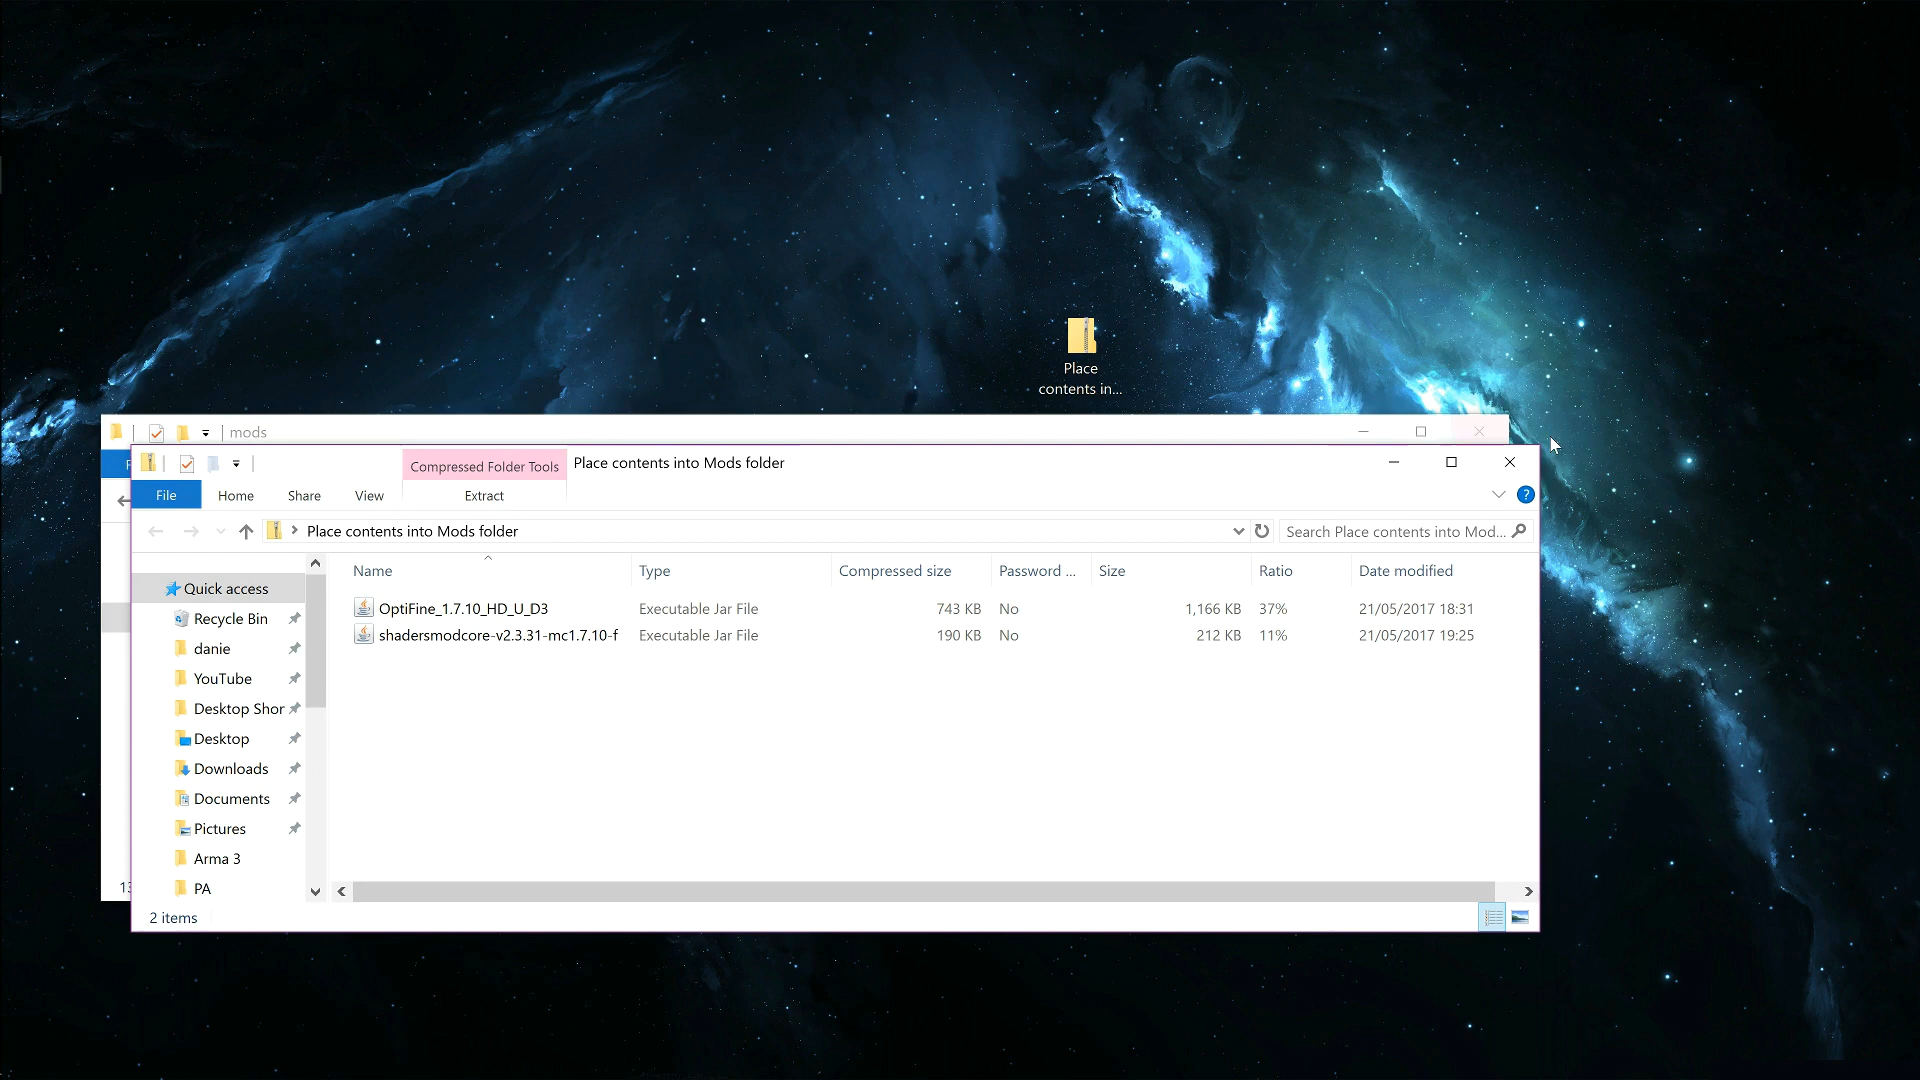 Place
contents in...
mods
Compressed Folder Tools
Place contents into Mods folder
File
Home
Share
View
Extract
?
Place contents into Mods folder
Search Place contents into Mod...
Name
Type
Compressed size
Password ...
Size
Ratio
Date modified
OptiFine_1.7.10_HD_U_D3
Executable Jar File
743 KB
No
1,166 KB
37%
21/05/2017 18:31
shadersmodcore-v2.3.31-mc1.7.10-f
Executable Jar File
190 KB
No
212 KB
11%
21/05/2017 19:25
Quick access
Recycle Bin
danie
YouTube
Desktop Shor
Desktop
Downloads
Documents
Pictures
Arma 3
PA
2 items